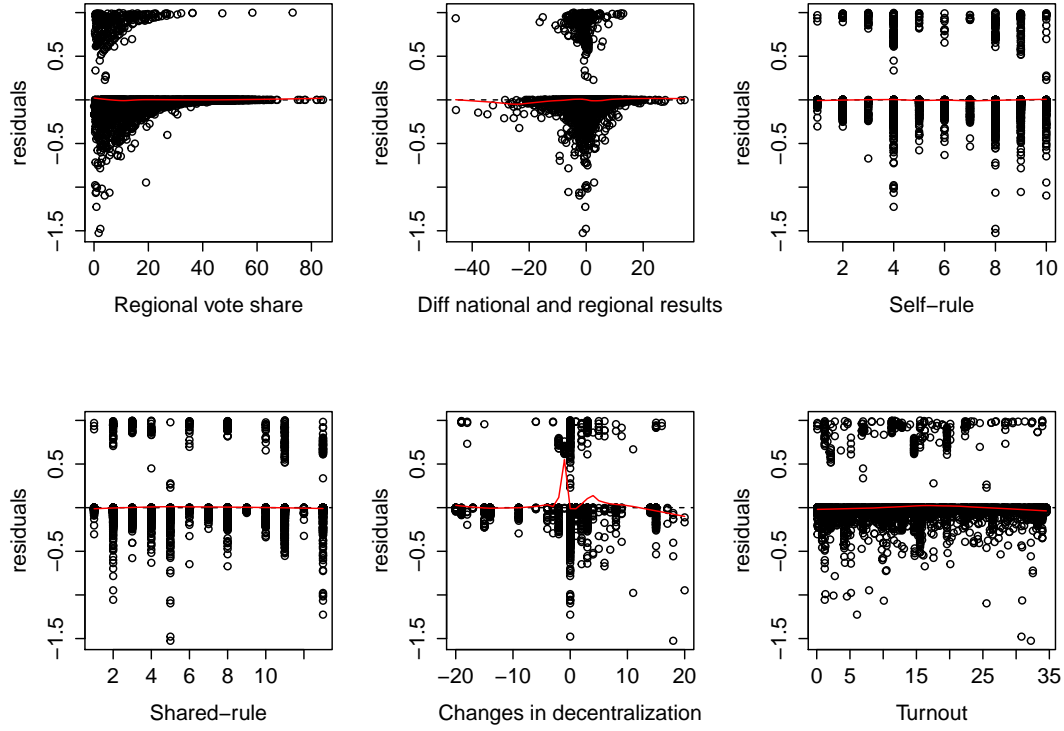 0.5
−0.5
−1.5
residuals
0 20 40 60 80
Regional vote share
0.5
−0.5
−1.5
residuals
−40 −20 0 20
Diff national and regional results
0.5
−0.5
−1.5
residuals
2 4 6 8 10
Self−rule
0.5
−0.5
−1.5
residuals
2 4 6 8 10
Shared−rule
0.5
−0.5
−1.5
residuals
−20 −10 0 10 20
Changes in decentralization
0.5
−0.5
−1.5
residuals
0 5 15 25 35
Turnout